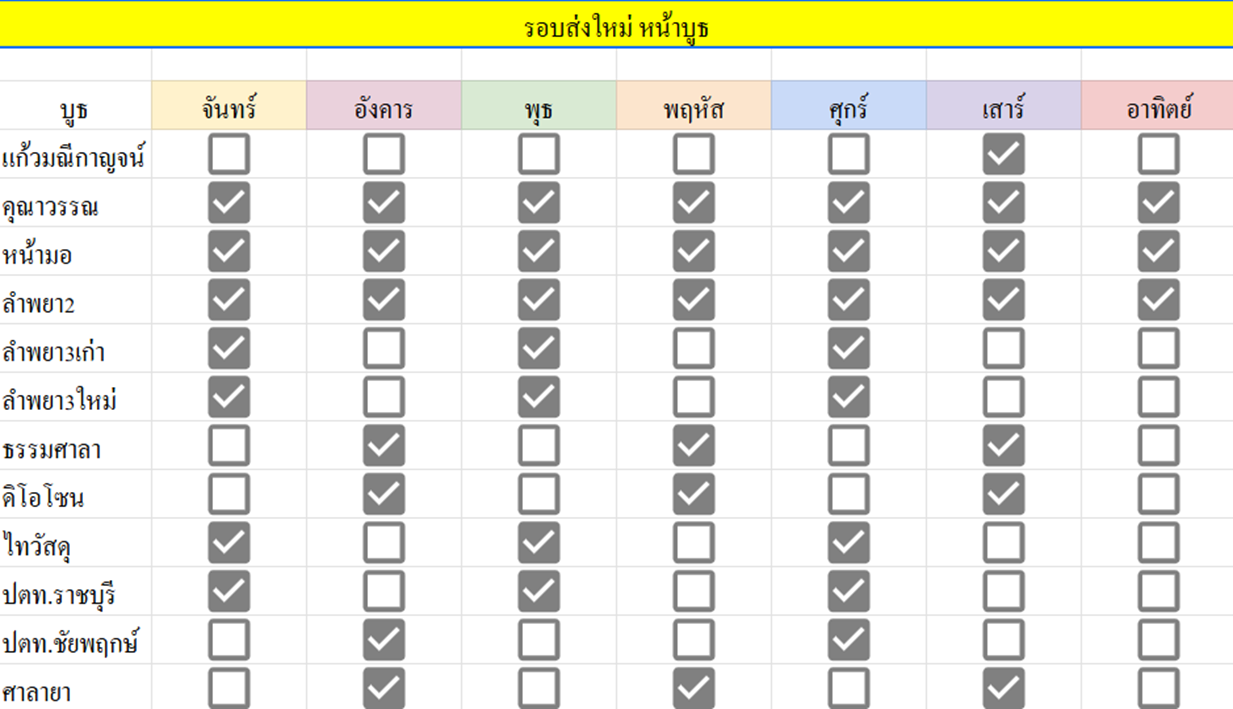 รอบส่งใหม่ หน้าบูธ
บูธ จันทร์ อังคาร พุธ พฤหัส ศุกร์ เสาร์ อาทิตย์
แก้วมณีกาญจน์
คุณาวรรณ
หน้ามอ
ลำพยา2
ลำพยา3เก่า
ลำพยา3ใหม่
ธรรมศาลา
ดิโอโซน
ไทวัสดุ
ปตท.ราชบุรี
ปตท.ชัยพฤกษ์
ศาลายา